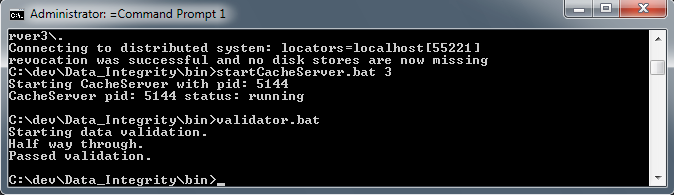 Administrator: =Command Prompt 1
rver3\.
Connecting to distributed system: locators=localhost[55221]
revocation was successful and no disk stores are now missing
C:\dev\Data_Integrity\bin>startCacheServer.bat 3
Starting CacheServer with pid: 5144
CacheServer pid: 5144 status: running
C:\dev\Data_Integrity\bin>validator.bat
Starting data validation.
Half way through.
Passed validation.
C:\dev\Data_Integrity\bin>_